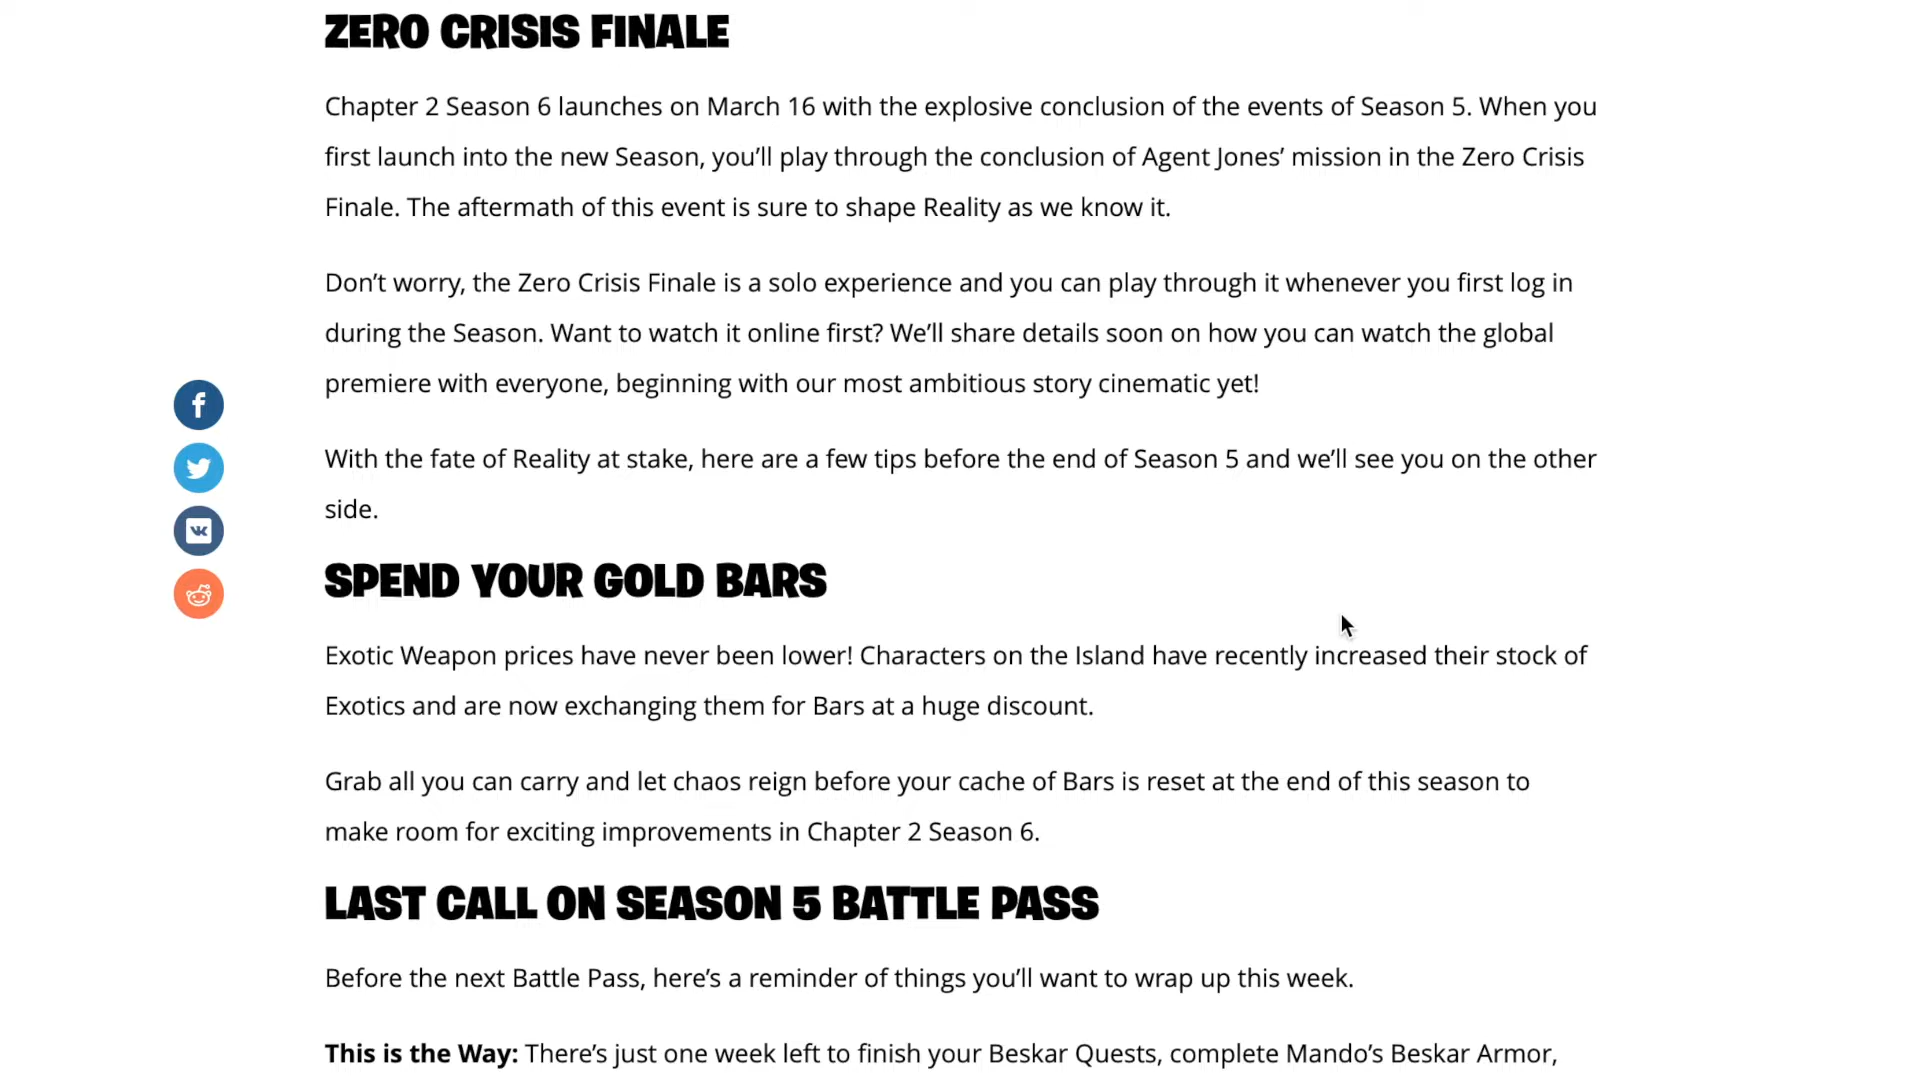 ZERO CRISIS FINALE
Chapter 2 Season 6 launches on March 16 with the explosive conclusion of the events of Season 5. When you
first launch into the new Season, you’ll play through the conclusion of Agent Jones’ mission in the Zero Crisis
Finale. The aftermath of this event is sure to shape Reality as we know it.
Don’t worry, the Zero Crisis Finale is a solo experience and you can play through it whenever you first log in
during the Season. Want to watch it online first? We’ll share details soon on how you can watch the global
premiere with everyone, beginning with our most ambitious story cinematic yet!
With the fate of Reality at stake, here are a few tips before the end of Season 5 and we’ll see you on the other
side.
SPEND YOUR GOLD BARS
Exotic Weapon prices have never been lower! Characters on the Island have recently increased their stock of
Exotics and are now exchanging them for Bars at a huge discount.
Grab all you can carry and let chaos reign before your cache of Bars is reset at the end of this season to
make room for exciting improvements in Chapter 2 Season 6.
LAST CALL ON SEASON 5 BATTLE PASS
Before the next Battle Pass, here’s a reminder of things you’ll want to wrap up this week.
This is the Way: There’s just one week left to finish your Beskar Quests, complete Mando’s Beskar Armor,